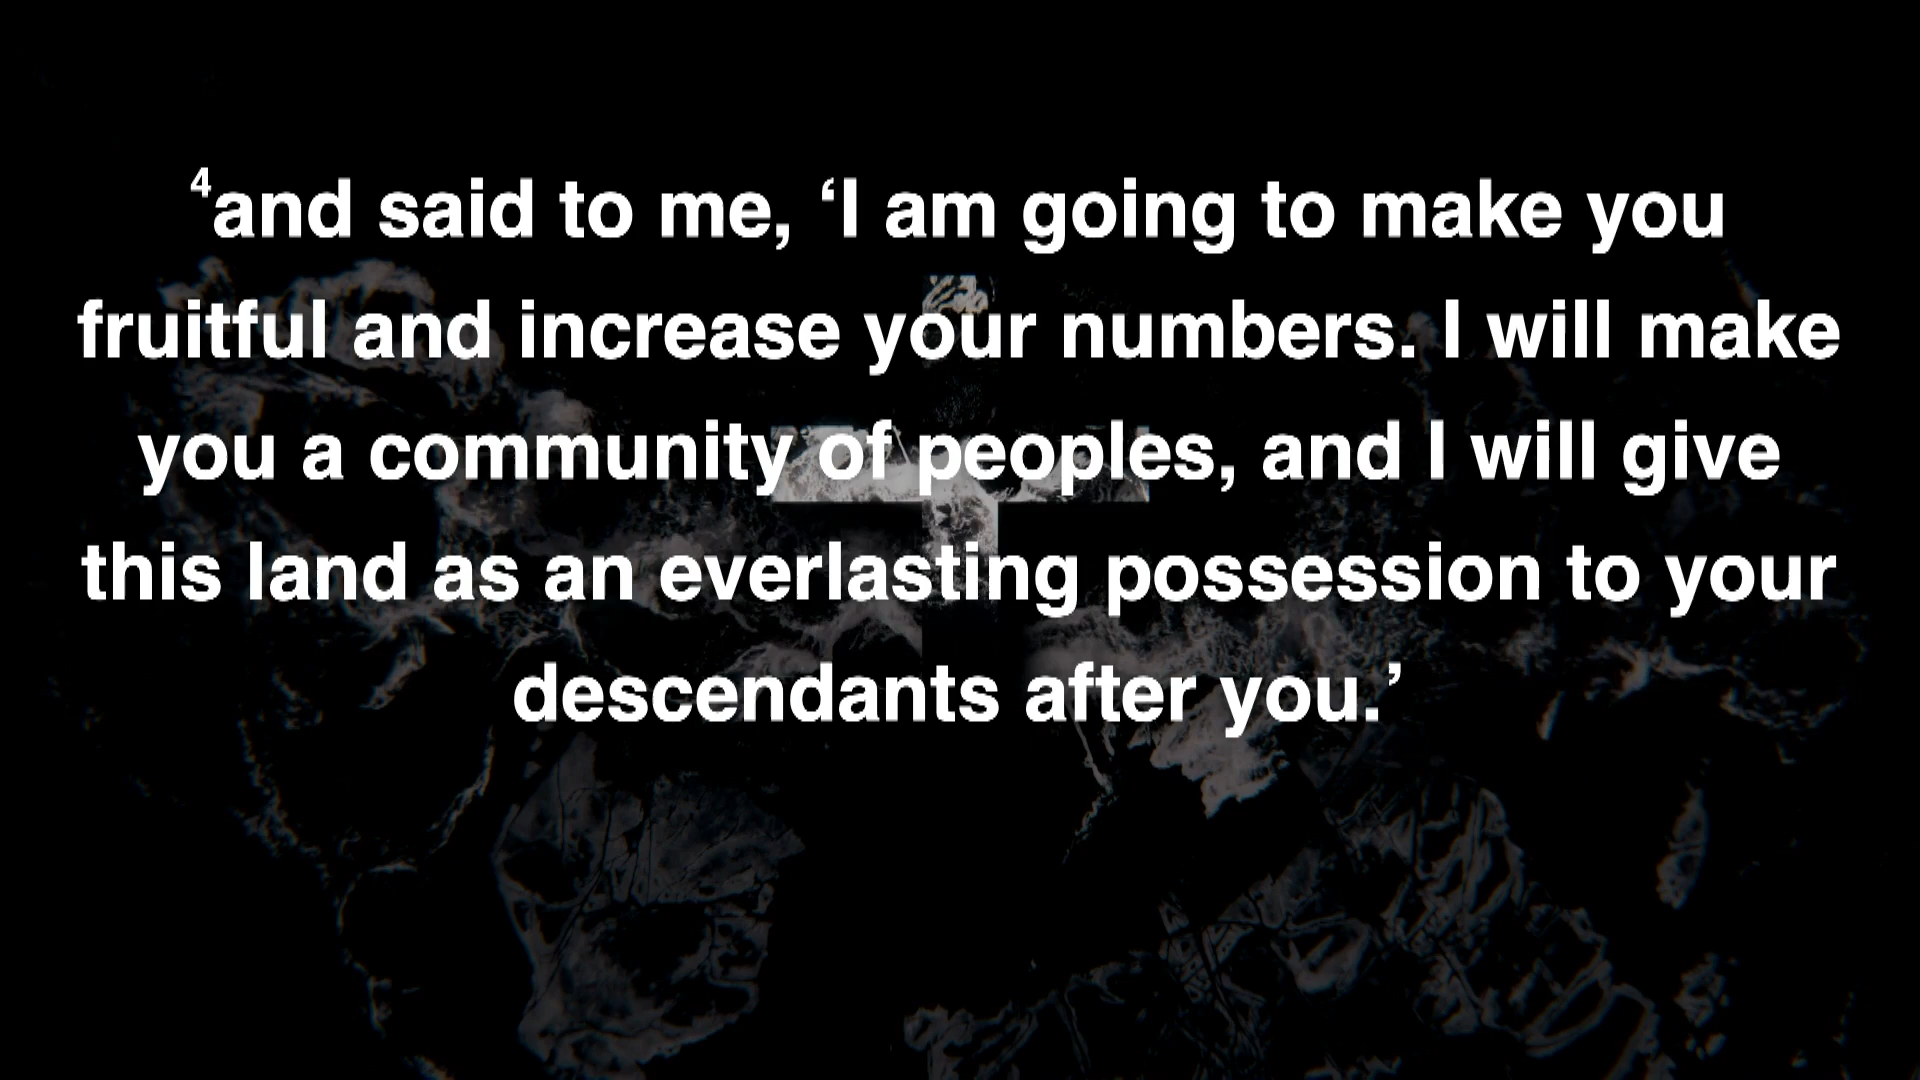 ⁴and said to me, ‘I am going to make you
fruitful and increase your numbers. I will make
you a community of peoples, and I will give
this land as an everlasting possession to your
descendants after you.’